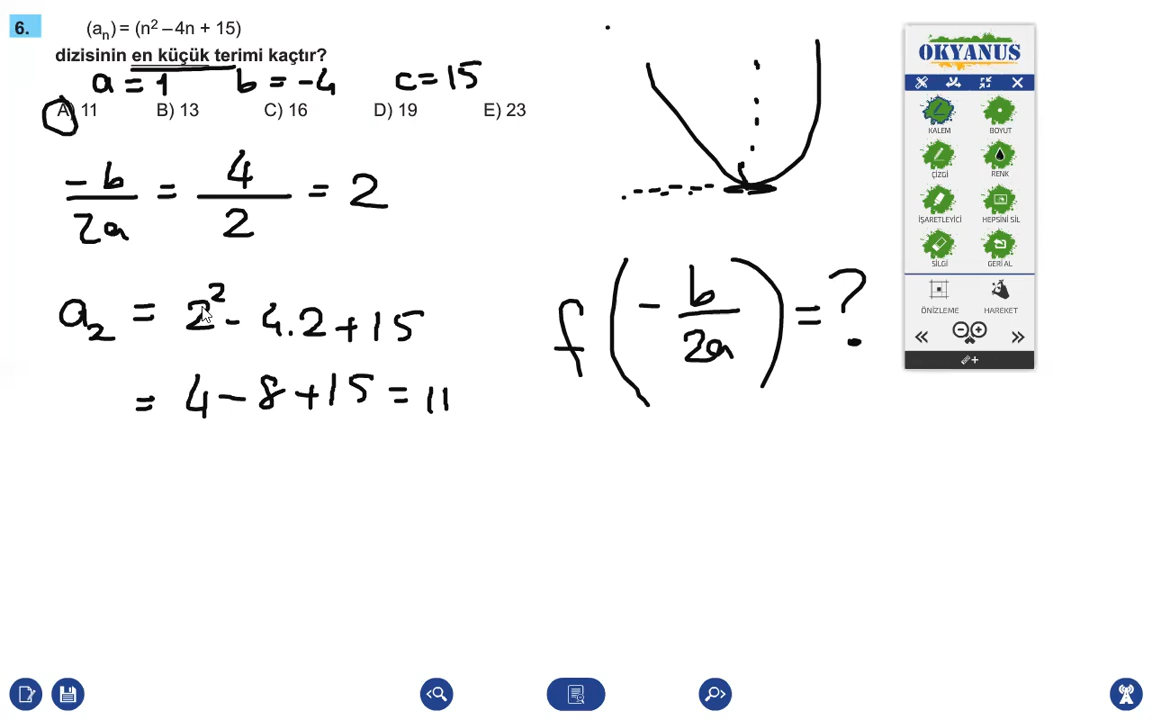 6. (aₙ) = (n² – 4n + 15)
dizisinin en küçük terimi kaçtır?
a = 1 b = -4 c = 15
A) 11 B) 13 C) 16 D) 19 E) 23
-b/2a = 4/2 = 2
a₂ = 2² - 4.2 + 15
= 4 - 8 + 15 = 11
f(-b/2a) = ?
OKYANUS
KALEM BOYUT
ÇİZGİ RENK
İŞARETLEYİCİ HEPSİNİ SİL
SİLGİ GERİ AL
ÖNİZLEME HAREKET